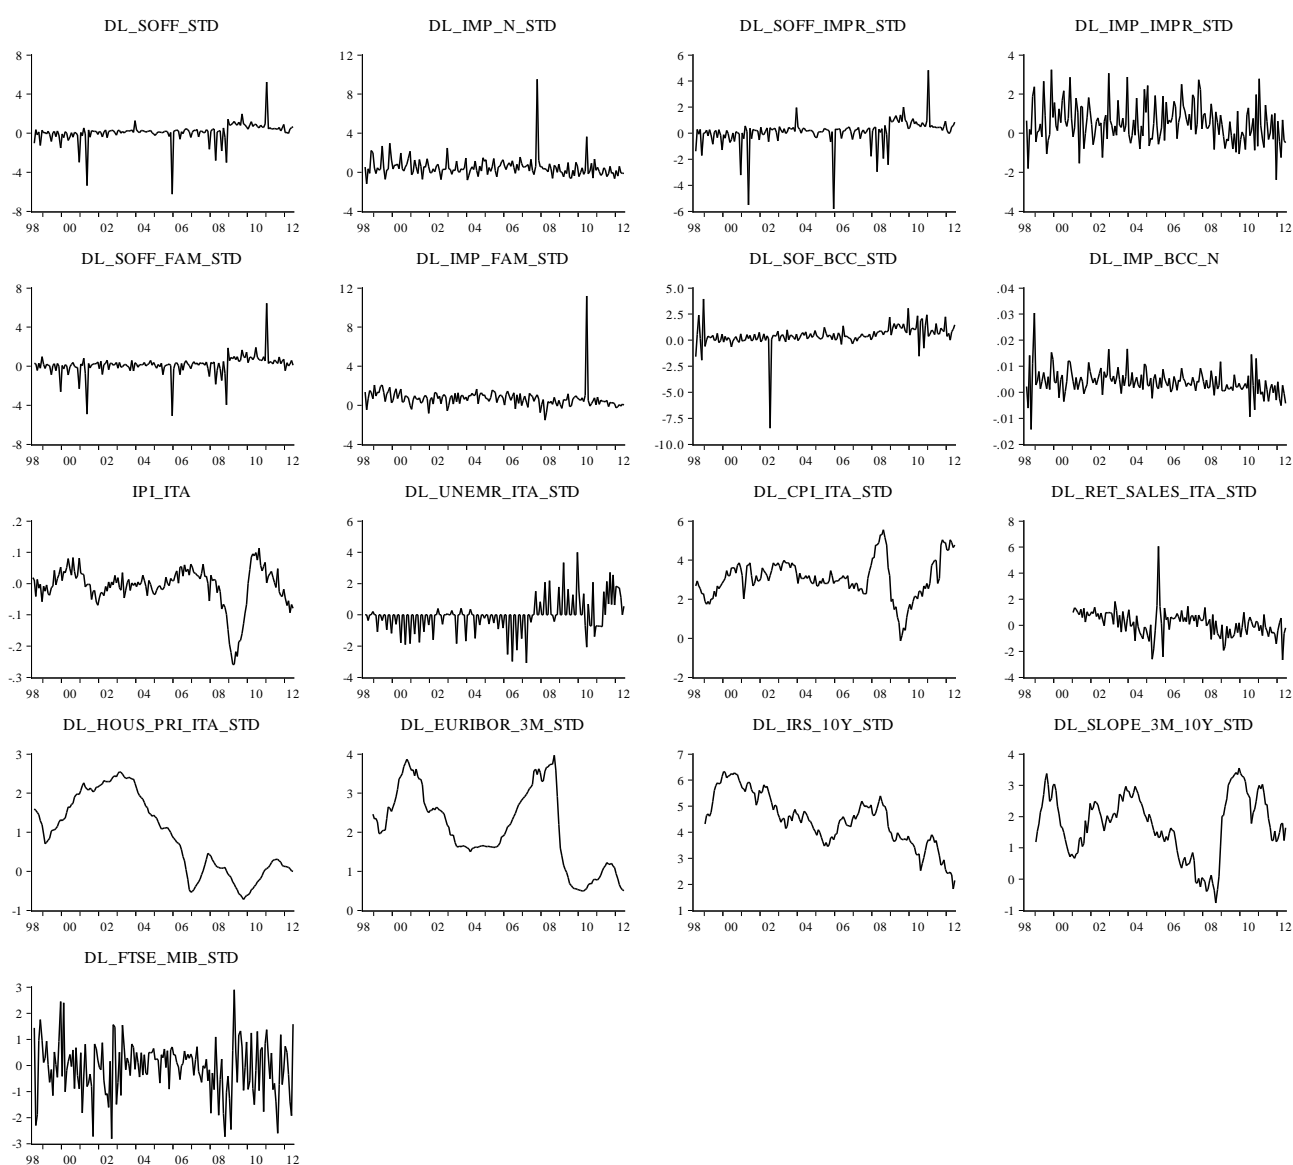 DL_SOFF_STD
8
4
0
-4
-8
98 00 02 04 06 08 10 12
DL_IMP_N_STD
12
8
4
0
-4
98 00 02 04 06 08 10 12
DL_SOFF_IMPR_STD
6
4
2
0
-2
-4
-6
98 00 02 04 06 08 10 12
DL_IMP_IMPR_STD
4
2
0
-2
-4
98 00 02 04 06 08 10 12
DL_SOFF_FAM_STD
8
4
0
-4
-8
98 00 02 04 06 08 10 12
DL_IMP_FAM_STD
12
8
4
0
-4
98 00 02 04 06 08 10 12
DL_SOF_BCC_STD
5.0
2.5
0.0
-2.5
-5.0
-7.5
-10.0
98 00 02 04 06 08 10 12
DL_IMP_BCC_N
.04
.03
.02
.01
.00
-.01
-.02
98 00 02 04 06 08 10 12
IPI_ITA
.2
.1
.0
-.1
-.2
-.3
98 00 02 04 06 08 10 12
DL_UNEMR_ITA_STD
6
4
2
0
-2
-4
98 00 02 04 06 08 10 12
DL_CPI_ITA_STD
6
4
2
0
-2
98 00 02 04 06 08 10 12
DL_RET_SALES_ITA_STD
8
6
4
2
0
-2
-4
98 00 02 04 06 08 10 12
DL_HOUS_PRI_ITA_STD
3
2
1
0
-1
98 00 02 04 06 08 10 12
DL_EURIBOR_3M_STD
4
3
2
1
0
98 00 02 04 06 08 10 12
DL_IRS_10Y_STD
7
6
5
4
3
2
1
98 00 02 04 06 08 10 12
DL_SLOPE_3M_10Y_STD
4
3
2
1
0
-1
98 00 02 04 06 08 10 12
DL_FTSE_MIB_STD
3
2
1
0
-1
-2
-3
98 00 02 04 06 08 10 12